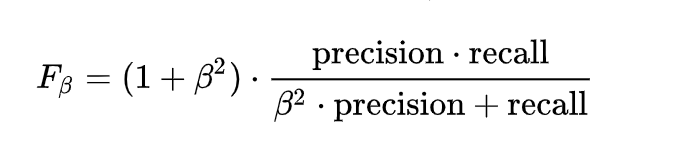 F_β = (1 + β²) · (precision · recall) / (β² · precision + recall)